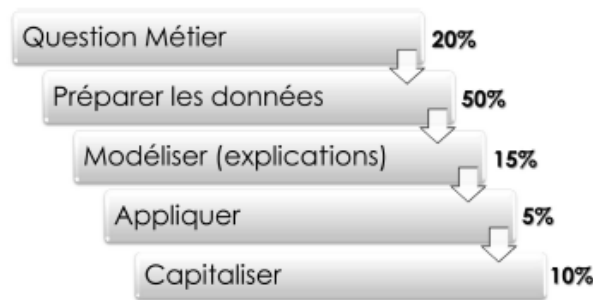 Question Métier 20%
Préparer les données 50%
Modéliser (explications) 15%
Appliquer 5%
Capitaliser 10%